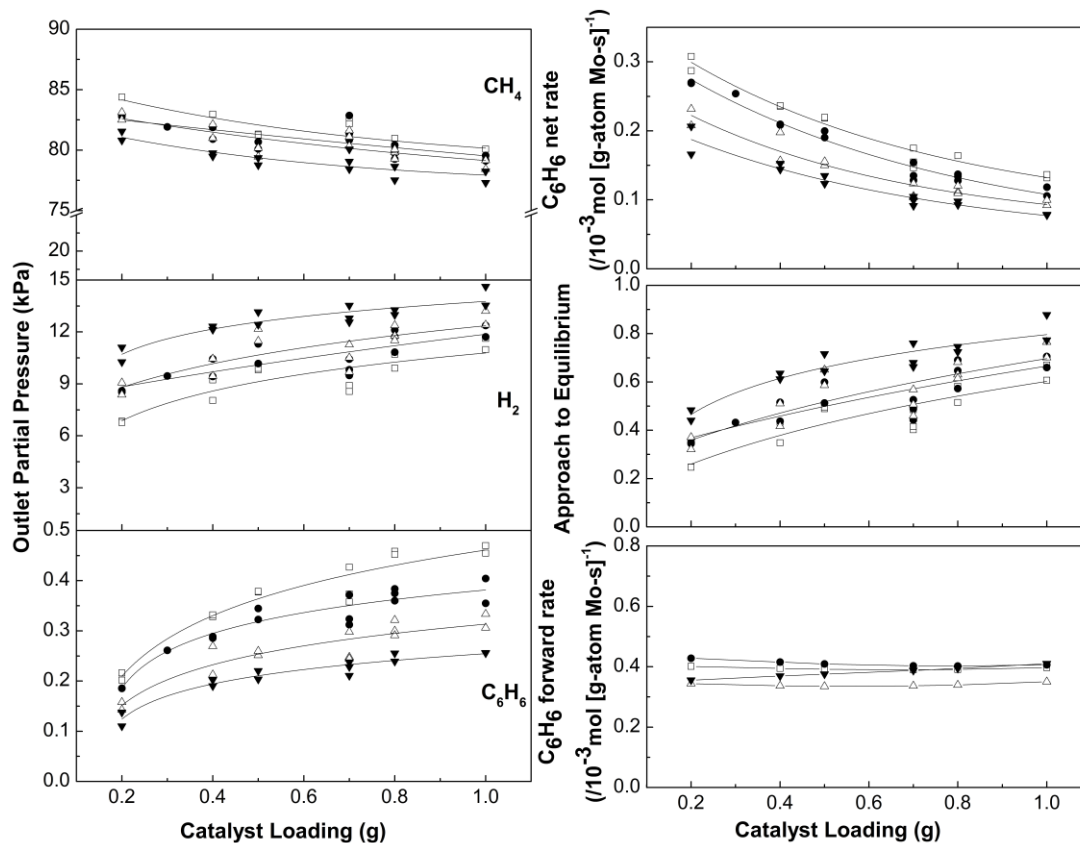 90
85
80
75
20
15
12
9
6
3
0.5
0.4
0.3
0.2
0.1
0.0
CH4
H2
C6H6
Outlet Partial Pressure (kPa)
0.2 0.4 0.6 0.8 1.0
Catalyst Loading (g)
C6H6 net rate
(/10⁻³mol [g-atom Mo-s]⁻¹)
0.3
0.2
0.1
0.0
Approach to Equilibrium
1.0
0.8
0.6
0.4
0.2
0.0
C6H6 forward rate
(/10⁻³mol [g-atom Mo-s]⁻¹)
0.8
0.6
0.4
0.2
0.0
0.2 0.4 0.6 0.8 1.0
Catalyst Loading (g)